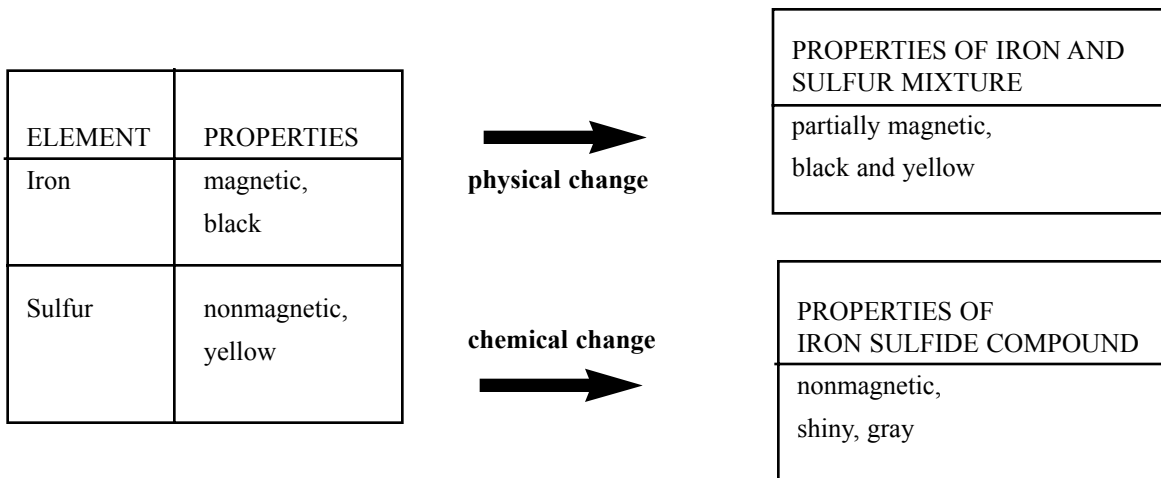 ELEMENT PROPERTIES
Iron magnetic,
black
Sulfur nonmagnetic,
yellow
physical change
chemical change
PROPERTIES OF IRON AND
SULFUR MIXTURE
partially magnetic,
black and yellow
PROPERTIES OF
IRON SULFIDE COMPOUND
nonmagnetic,
shiny, gray